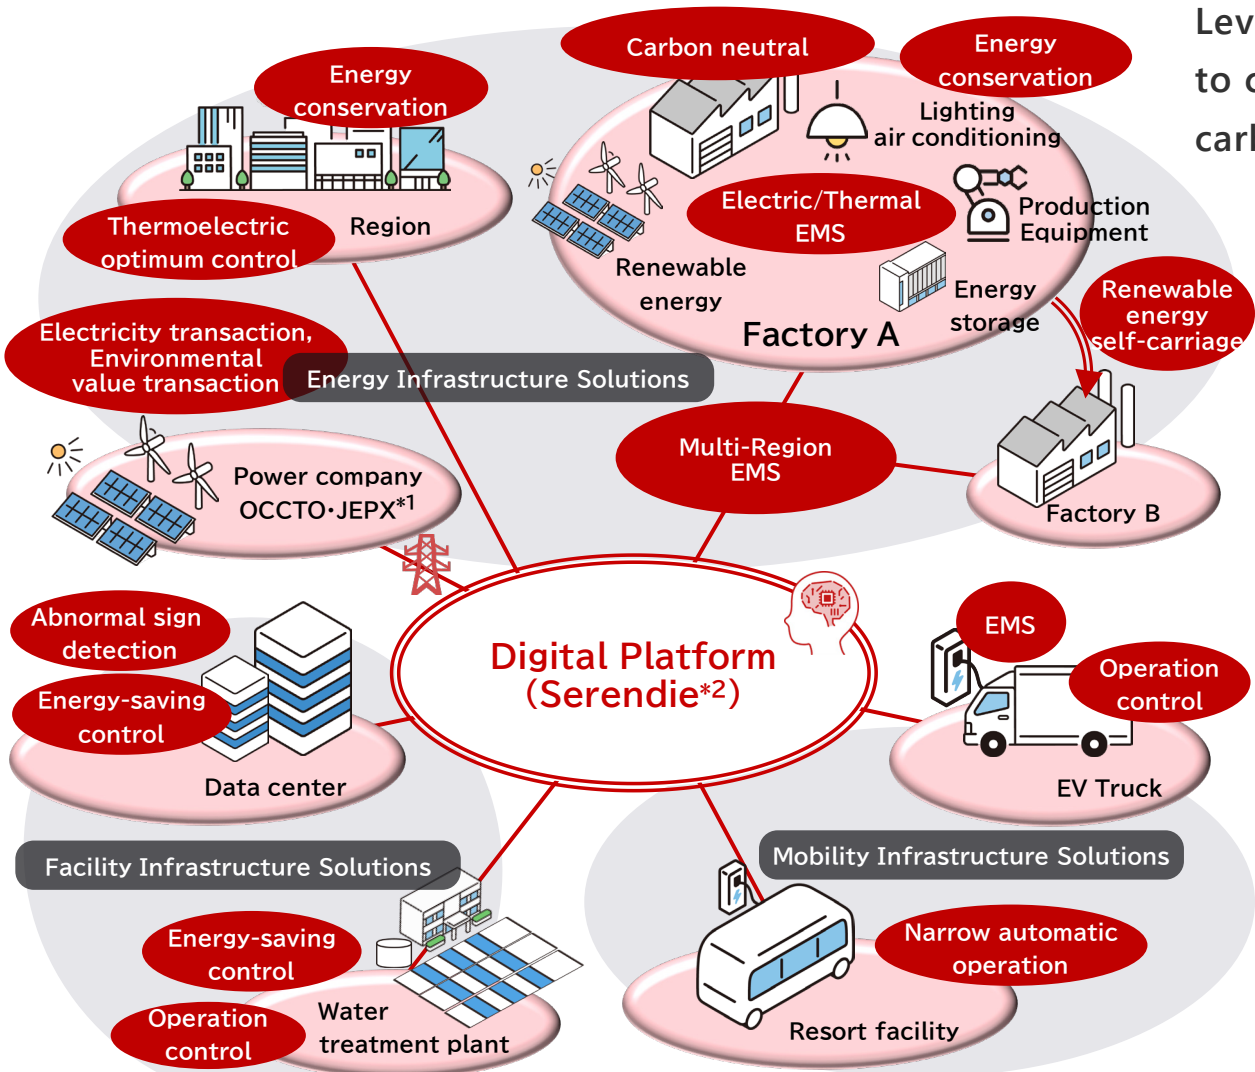 Lev
to c
carl
Carbon neutral
Energy
conservation
Energy
conservation
Lighting
air conditioning
Electric/Thermal
EMS
Production
Equipment
Renewable
energy
Energy
storage
Factory A
Thermoelectric
optimum control
Region
Renewable
energy
self-carriage
Electricity transaction,
Environmental
value transaction
Energy Infrastructure Solutions
Multi-Region
EMS
Power company
OCCTO・JEPX*1
Factory B
Digital Platform
(Serendie*2)
Abnormal sign
detection
Energy-saving
control
Data center
EMS
Operation
control
EV Truck
Facility Infrastructure Solutions
Mobility Infrastructure Solutions
Energy-saving
control
Operation
control
Water
treatment plant
Narrow automatic
operation
Resort facility